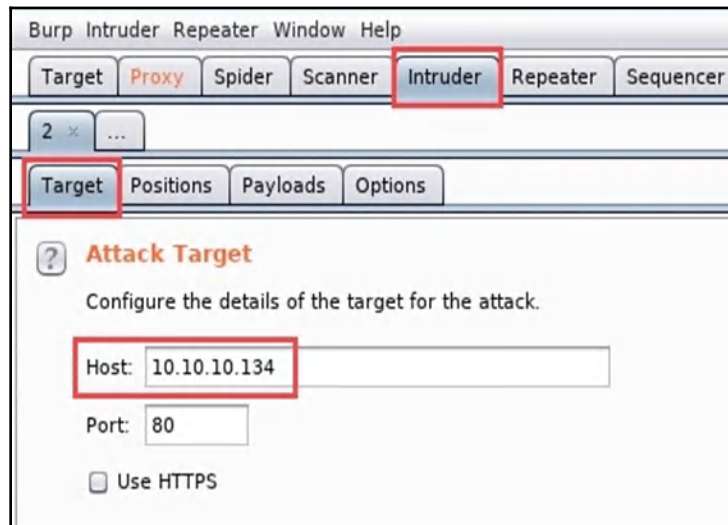 Burp Intruder Repeater Window Help
Target Proxy Spider Scanner Intruder Repeater Sequencer
2 × ...
Target Positions Payloads Options
? Attack Target
Configure the details of the target for the attack.
Host: 10.10.10.134
Port: 80
Use HTTPS